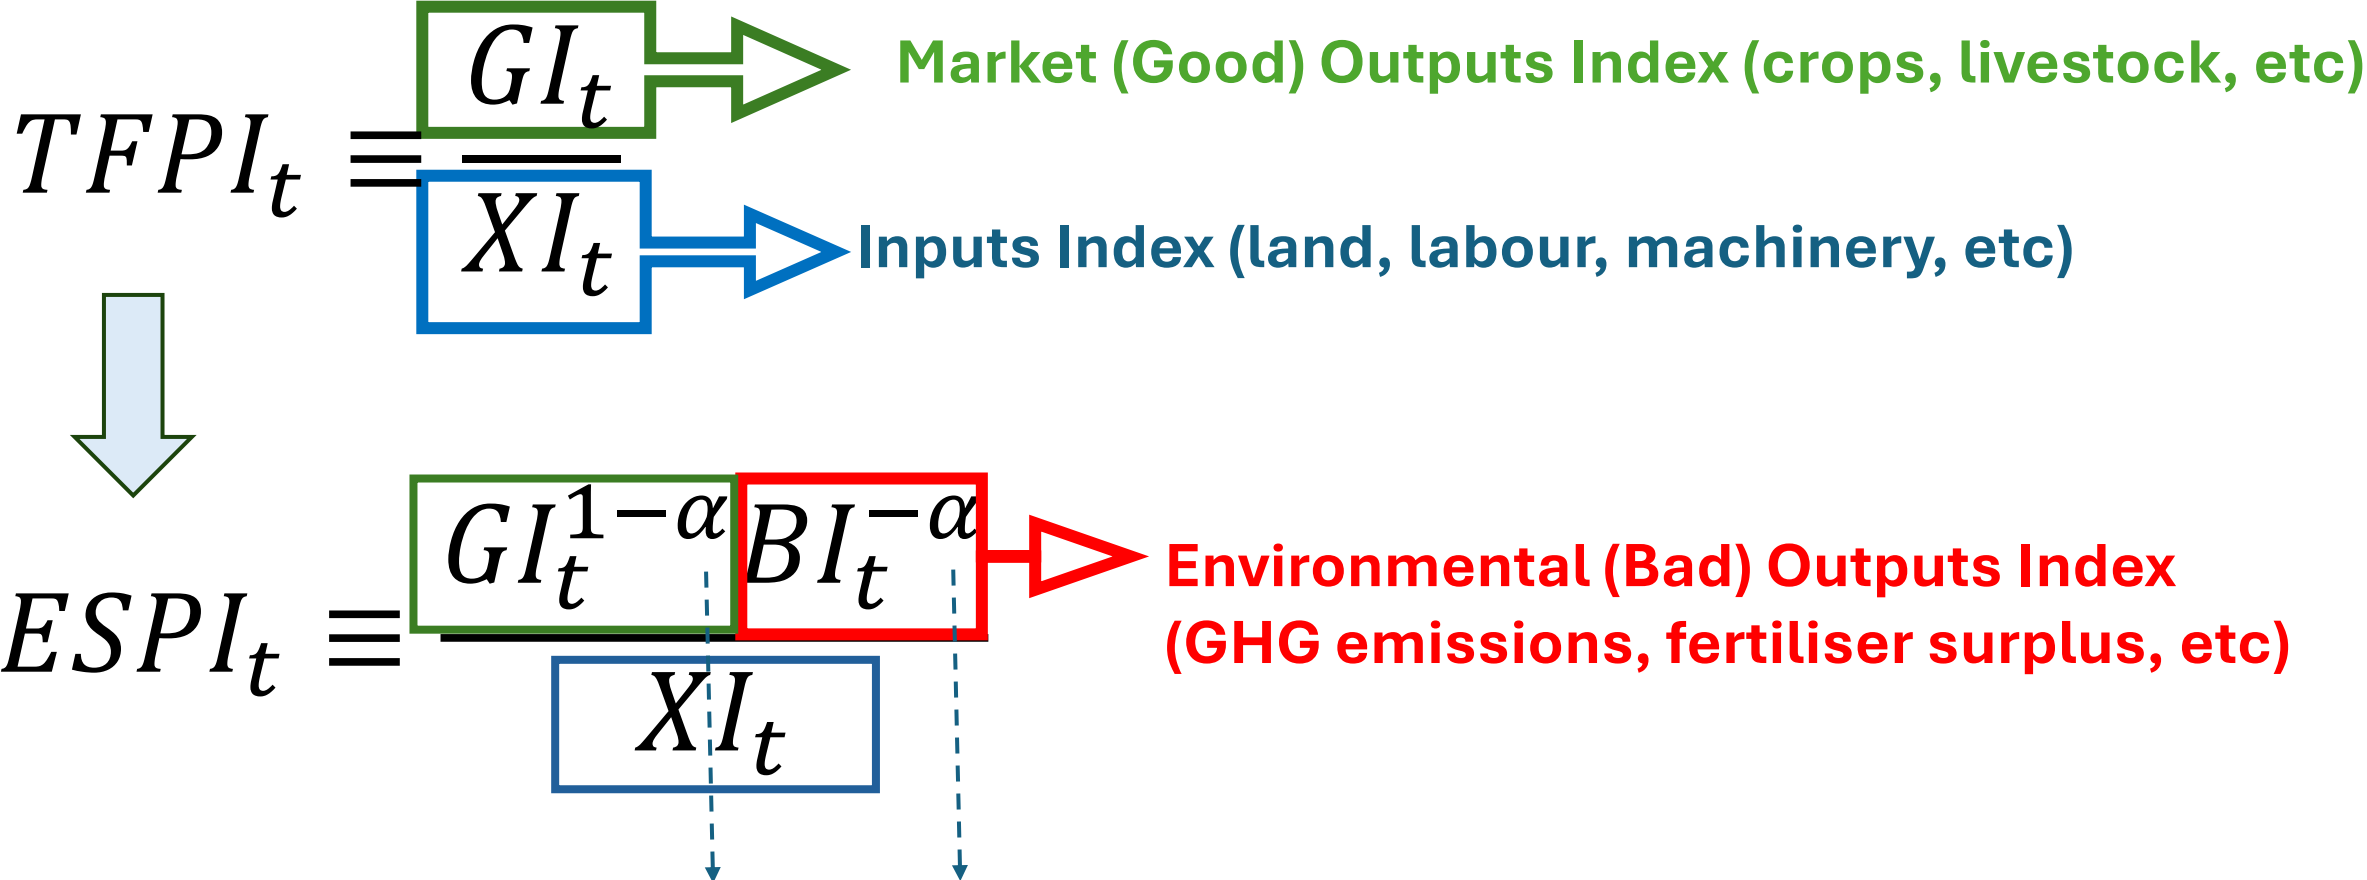 TFPI_t ≡ GI_t / XI_t
Market (Good) Outputs Index (crops, livestock, etc)
Inputs Index (land, labour, machinery, etc)
ESPI_t ≡ GI_t^{1−α} BI_t^{−α} / XI_t
Environmental (Bad) Outputs Index
(GHG emissions, fertiliser surplus, etc)